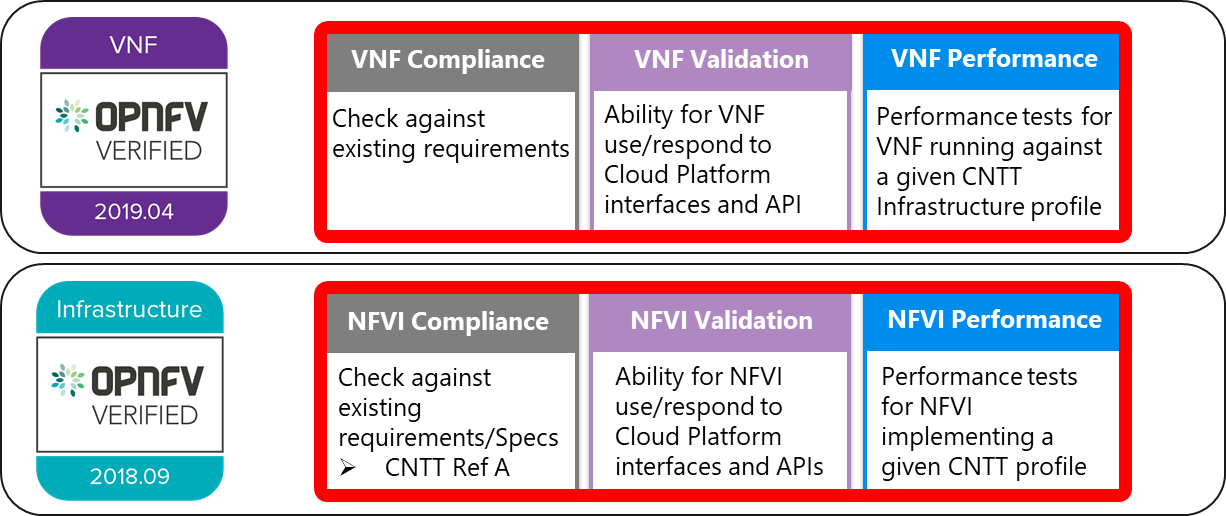 VNF
OPNFV
VERIFIED
2019.04
VNF Compliance
Check against
existing requirements
VNF Validation
Ability for VNF
use/respond to
Cloud Platform
interfaces and API
VNF Performance
Performance tests for
VNF running against
a given CNTT
Infrastructure profile
Infrastructure
OPNFV
VERIFIED
2018.09
NFVI Compliance
Check against
existing
requirements/Specs
➢ CNTT Ref A
NFVI Validation
Ability for NFVI
use/respond to
Cloud Platform
interfaces and APIs
NFVI Performance
Performance tests
for NFVI
implementing a
given CNTT profile